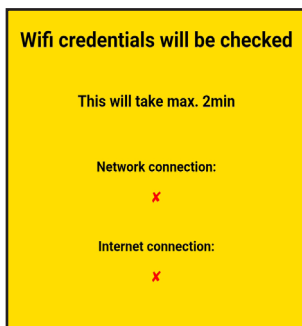 Wifi credentials will be checked
This will take max. 2min
Network connection:
✘
Internet connection:
✘